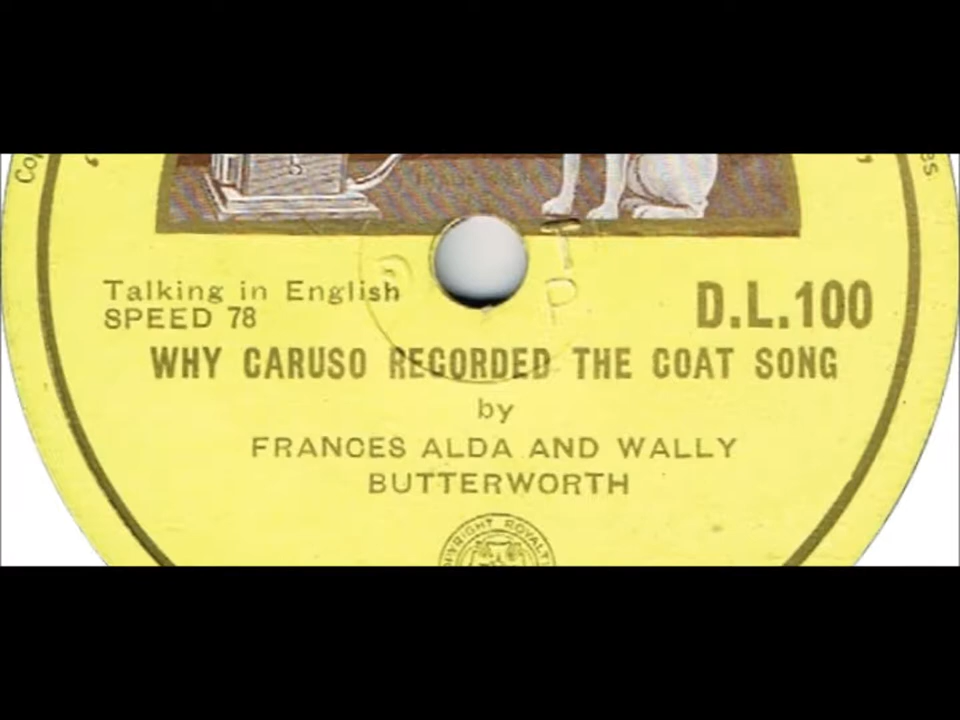 Talking in English
SPEED 78
D.L.100
WHY CARUSO RECORDED THE COAT SONG
by
FRANCES ALDA AND WALLY
BUTTERWORTH